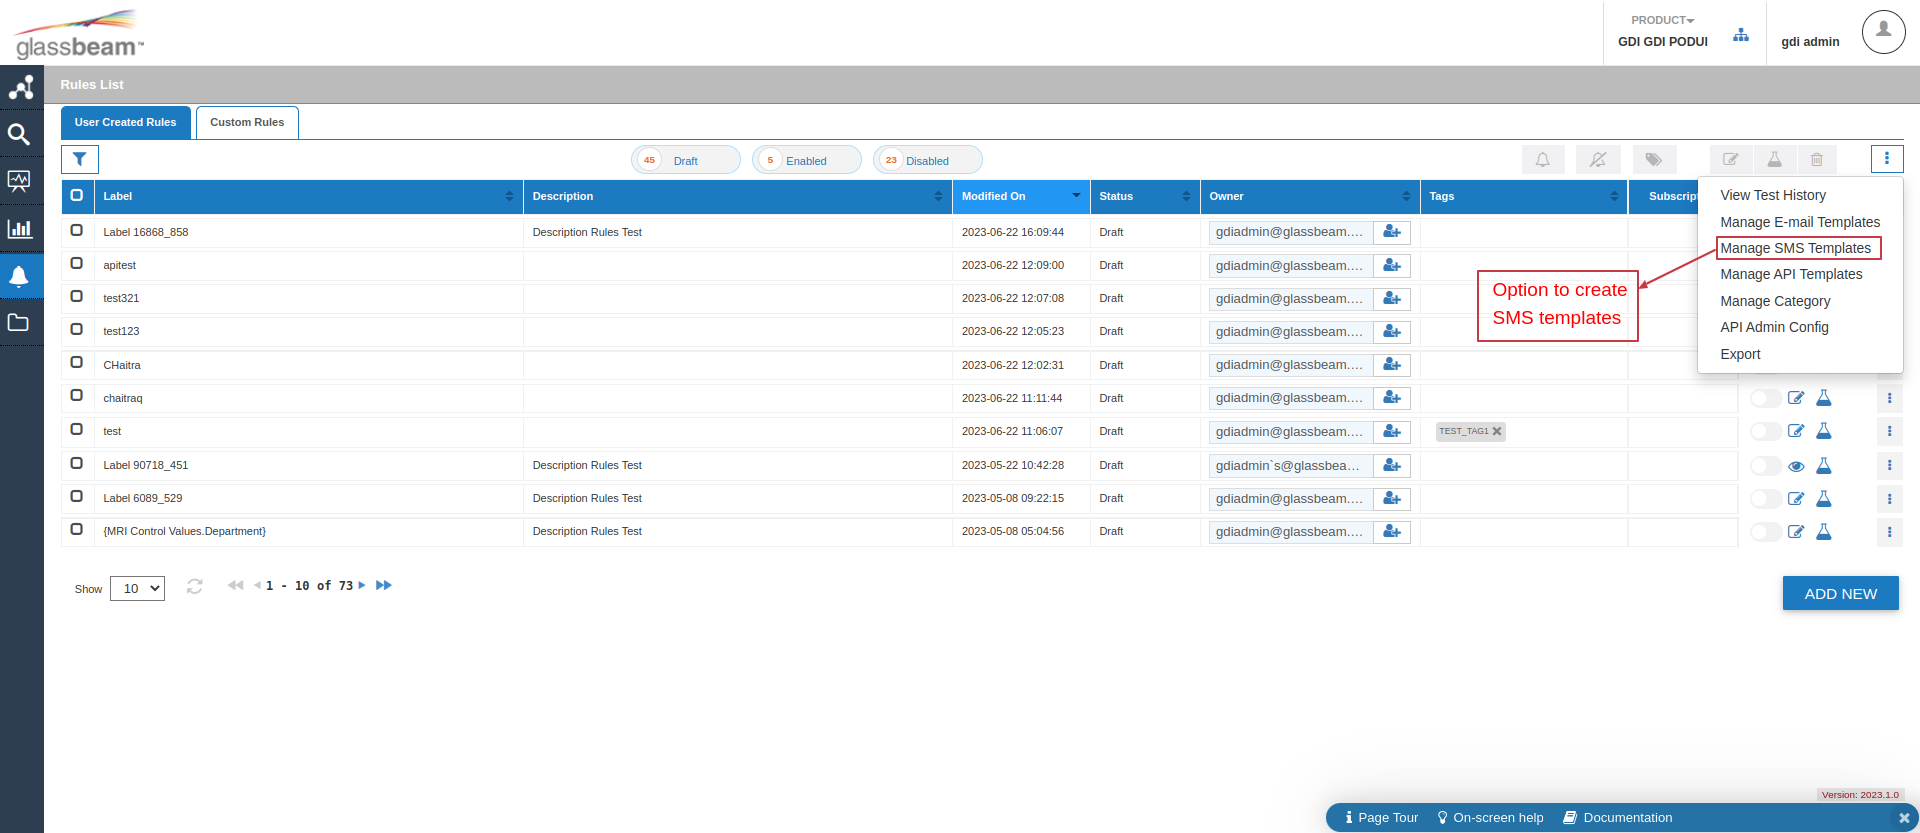 glassbeam™
PRODUCT
GDI GDI PODUI
gdi admin
Rules List
User Created Rules
Custom Rules
45 Draft
5 Enabled
23 Disabled
Label Description Modified On Status Owner Tags Subscript
Label 16868_858 Description Rules Test 2023-06-22 16:09:44 Draft gdiadmin@glassbeam....
apitest 2023-06-22 12:09:00 Draft gdiadmin@glassbeam....
test321 2023-06-22 12:07:08 Draft gdiadmin@glassbeam....
test123 2023-06-22 12:05:23 Draft gdiadmin@glassbeam....
CHaitra 2023-06-22 12:02:31 Draft gdiadmin@glassbeam....
chaitraq 2023-06-22 11:11:44 Draft gdiadmin@glassbeam....
test 2023-06-22 11:06:07 Draft gdiadmin@glassbeam.... TEST_TAG1
Label 90718_451 Description Rules Test 2023-05-22 10:42:28 Draft gdiadmin`s@glassbea...
Label 6089_529 Description Rules Test 2023-05-08 09:22:15 Draft gdiadmin@glassbeam....
{MRI Control Values.Department} Description Rules Test 2023-05-08 05:04:56 Draft gdiadmin@glassbeam....
View Test History
Manage E-mail Templates
Manage SMS Templates
Manage API Templates
Manage Category
API Admin Config
Export
Option to create
SMS templates
Show 10 1 - 10 of 73
ADD NEW
Version: 2023.1.0
Page Tour On-screen help Documentation